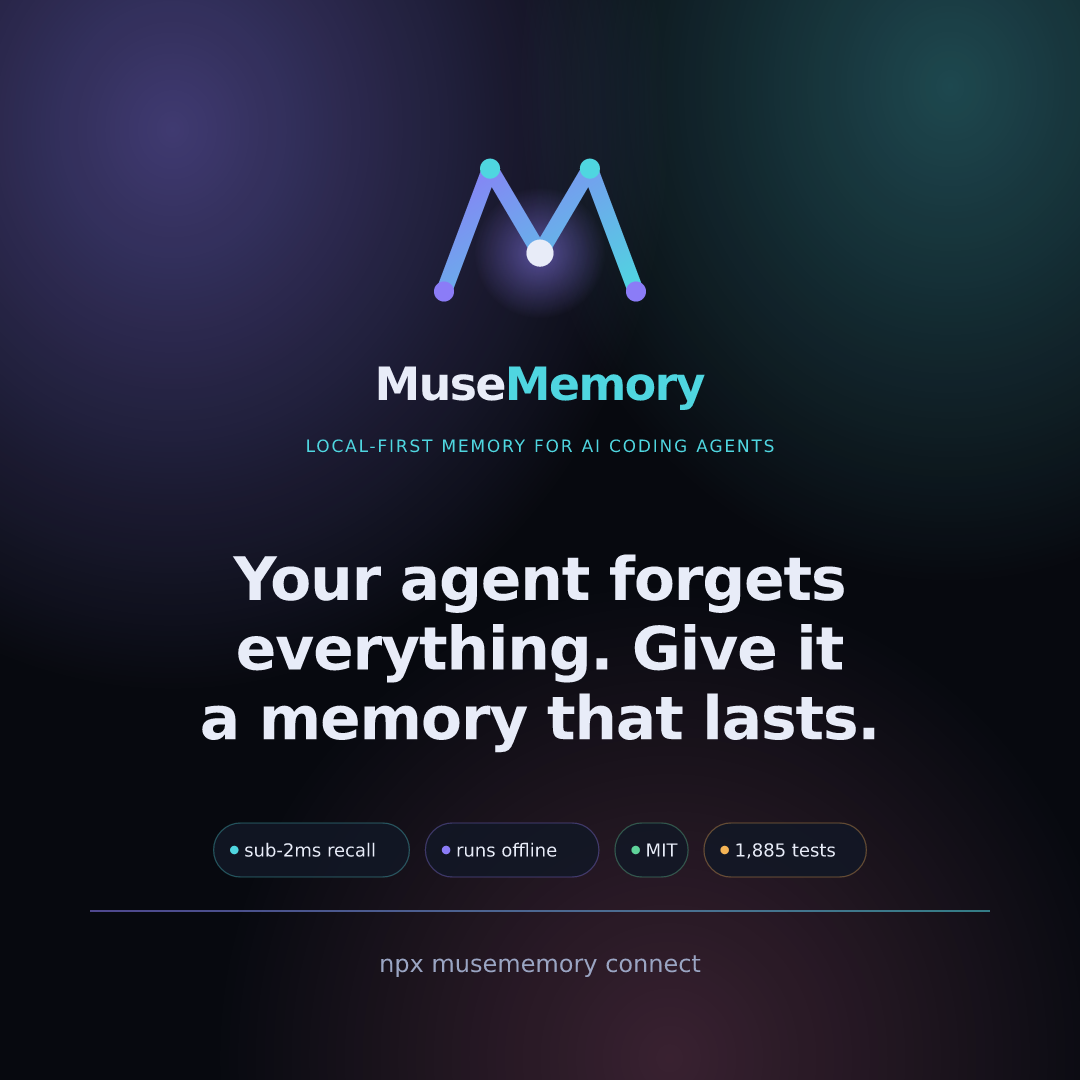 MuseMemory
LOCAL-FIRST MEMORY FOR AI CODING AGENTS
Your agent forgets
everything. Give it
a memory that lasts.
sub-2ms recall
runs offline
MIT
1,885 tests
npx musememory connect